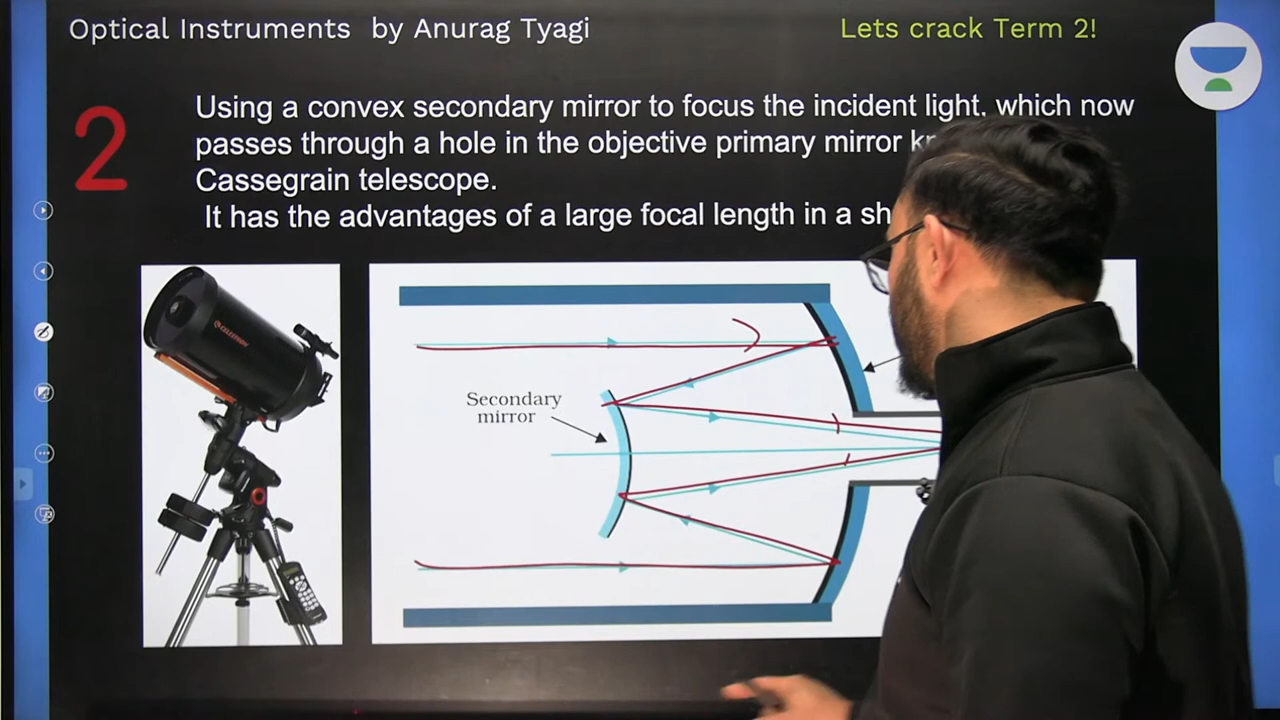 Optical Instruments by Anurag Tyagi
Lets crack Term 2!
2
Using a convex secondary mirror to focus the incident light, which now
passes through a hole in the objective primary mirror
Cassegrain telescope.
It has the advantages of a large focal length in a
CELESTRON
Secondary
mirror